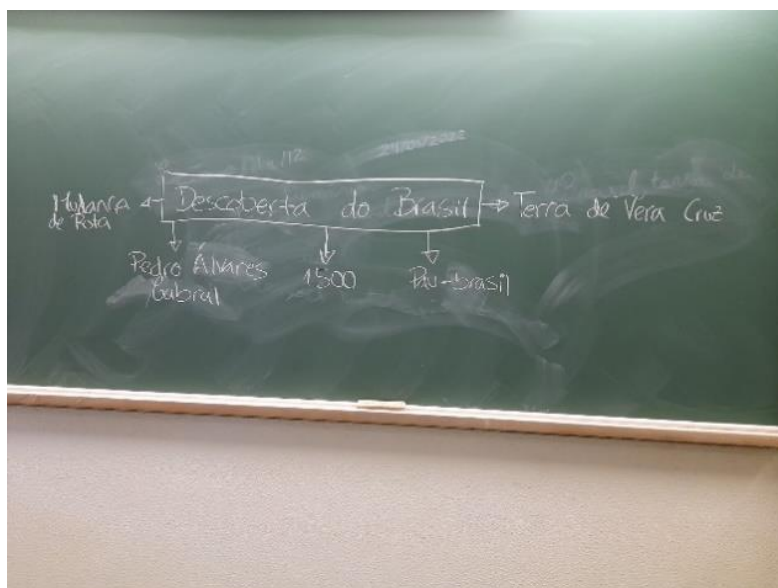 Descoberta do Brasil
Mudança
de Rota
Terra de Vera Cruz
Pedro Álvares
Cabral
1500
Pau-brasil